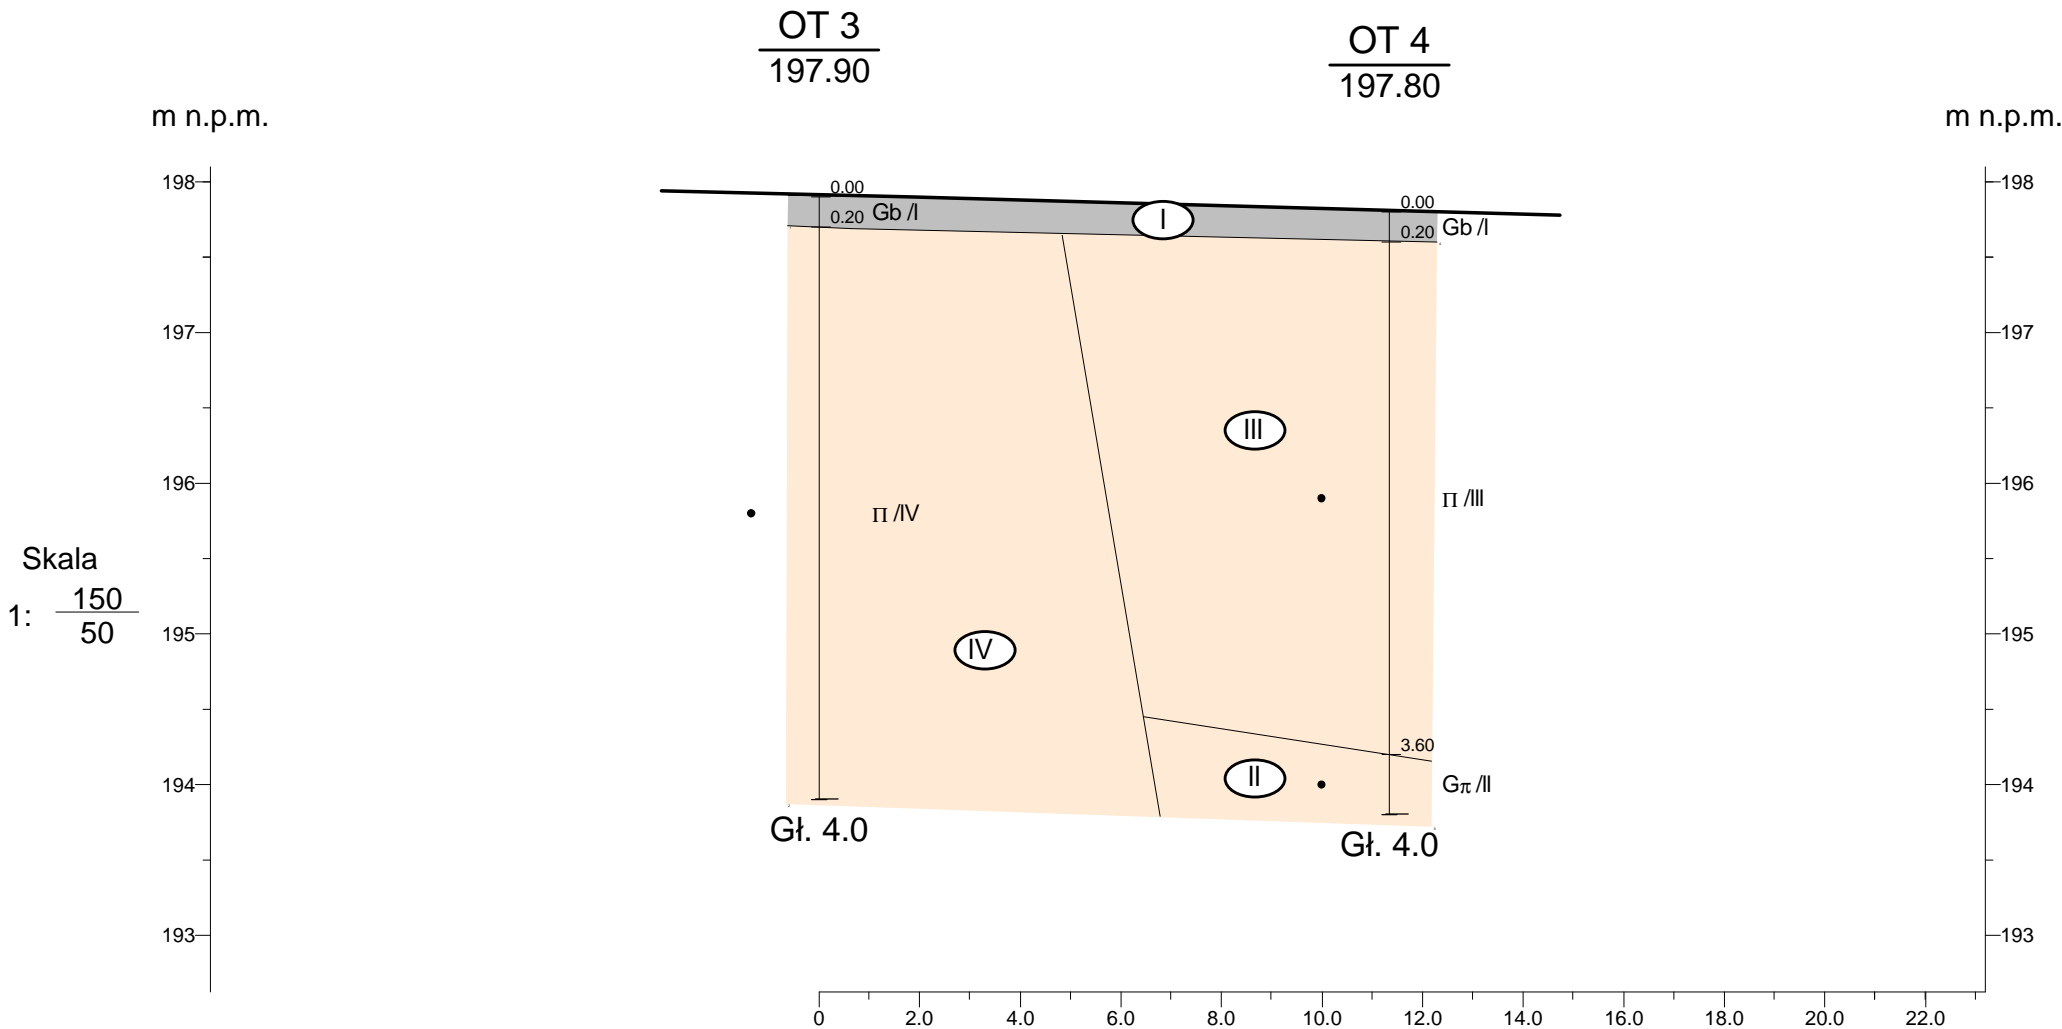 OT 3
197.90
OT 4
197.80
m n.p.m.
m n.p.m.
198
198
0.00
0.20
Gb /I
I
0.00
0.20
Gb /I
197
197
III
196
196
П /IV
П /III
Skala
1: 150
50
195
195
IV
3.60
II
Gπ /II
194
194
Gł. 4.0
Gł. 4.0
193
193
0 2.0 4.0 6.0 8.0 10.0 12.0 14.0 16.0 18.0 20.0 22.0